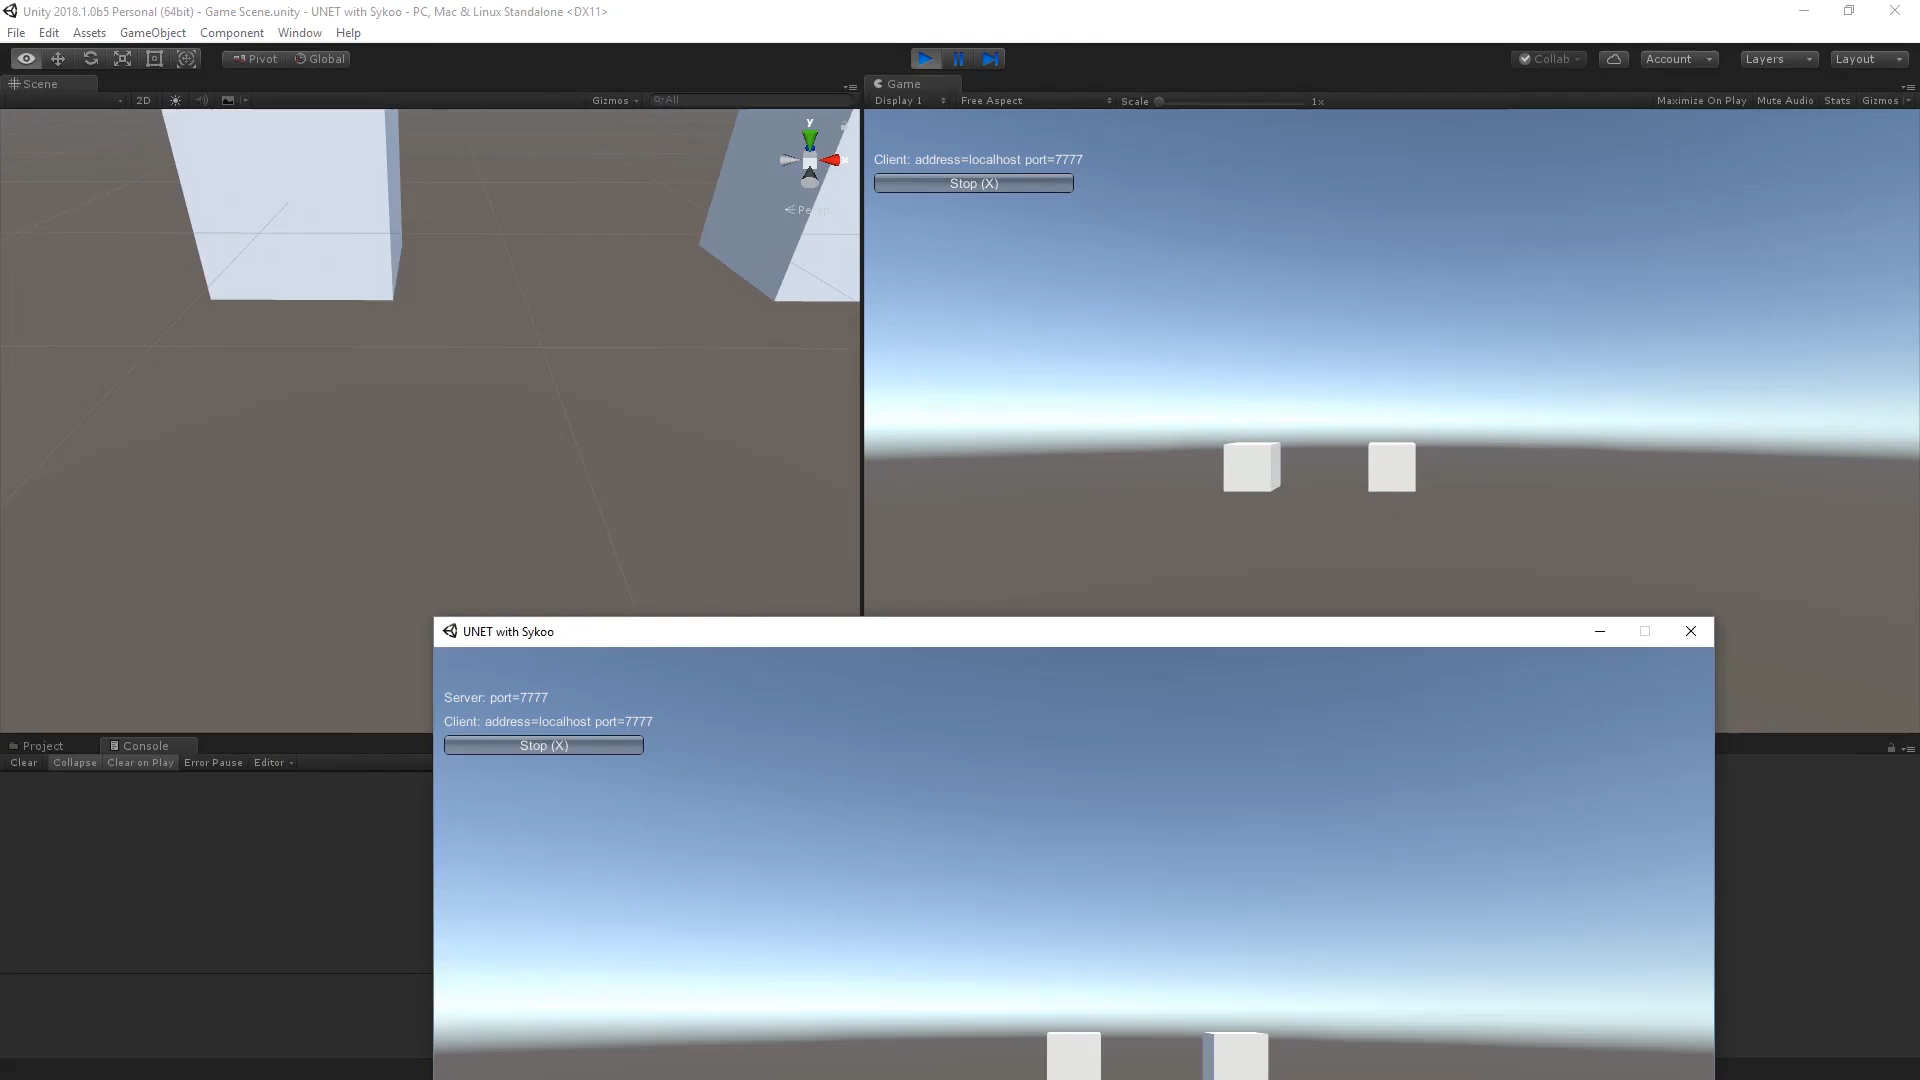 Unity 2018.1.0b5 Personal (64bit) - Game Scene.unity - UNET with Sykoo - PC, Mac & Linux Standalone <DX11>
File Edit Assets GameObject Component Window Help
Pivot Global Collab Account Layers Layout
Scene
2D Gizmos All
y
x
Persp
Game
Display 1 Free Aspect Scale 1x Maximize On Play Mute Audio Stats Gizmos
Client: address=localhost port=7777
Stop (X)
UNET with Sykoo
Server: port=7777
Client: address=localhost port=7777
Stop (X)
Project Console
Clear Collapse Clear on Play Error Pause Editor